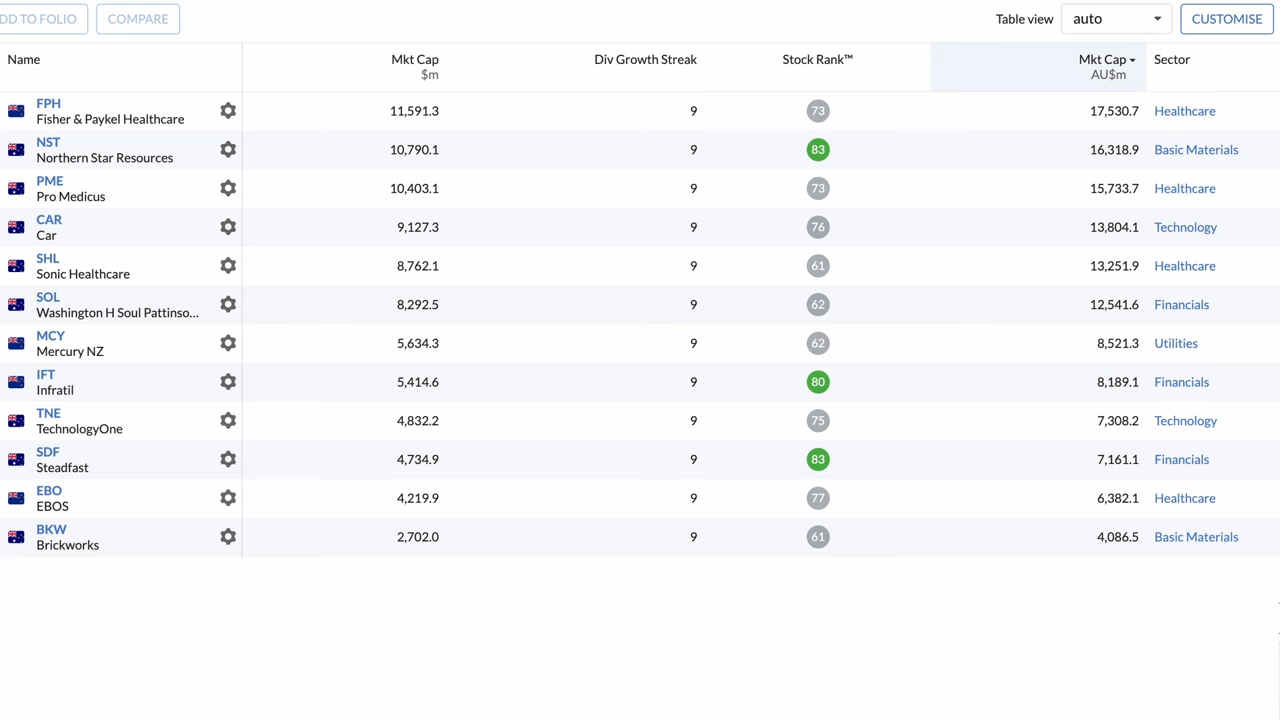 DD TO FOLIO COMPARE Table view auto CUSTOMISE
Name Mkt Cap Div Growth Streak Stock Rank™ Mkt Cap Sector
$m AU$m
FPH
Fisher & Paykel Healthcare 11,591.3 9 73 17,530.7 Healthcare
NST
Northern Star Resources 10,790.1 9 83 16,318.9 Basic Materials
PME
Pro Medicus 10,403.1 9 73 15,733.7 Healthcare
CAR
Car 9,127.3 9 76 13,804.1 Technology
SHL
Sonic Healthcare 8,762.1 9 61 13,251.9 Healthcare
SOL
Washington H Soul Pattinso... 8,292.5 9 62 12,541.6 Financials
MCY
Mercury NZ 5,634.3 9 62 8,521.3 Utilities
IFT
Infratil 5,414.6 9 80 8,189.1 Financials
TNE
TechnologyOne 4,832.2 9 75 7,308.2 Technology
SDF
Steadfast 4,734.9 9 83 7,161.1 Financials
EBO
EBOS 4,219.9 9 77 6,382.1 Healthcare
BKW
Brickworks 2,702.0 9 61 4,086.5 Basic Materials